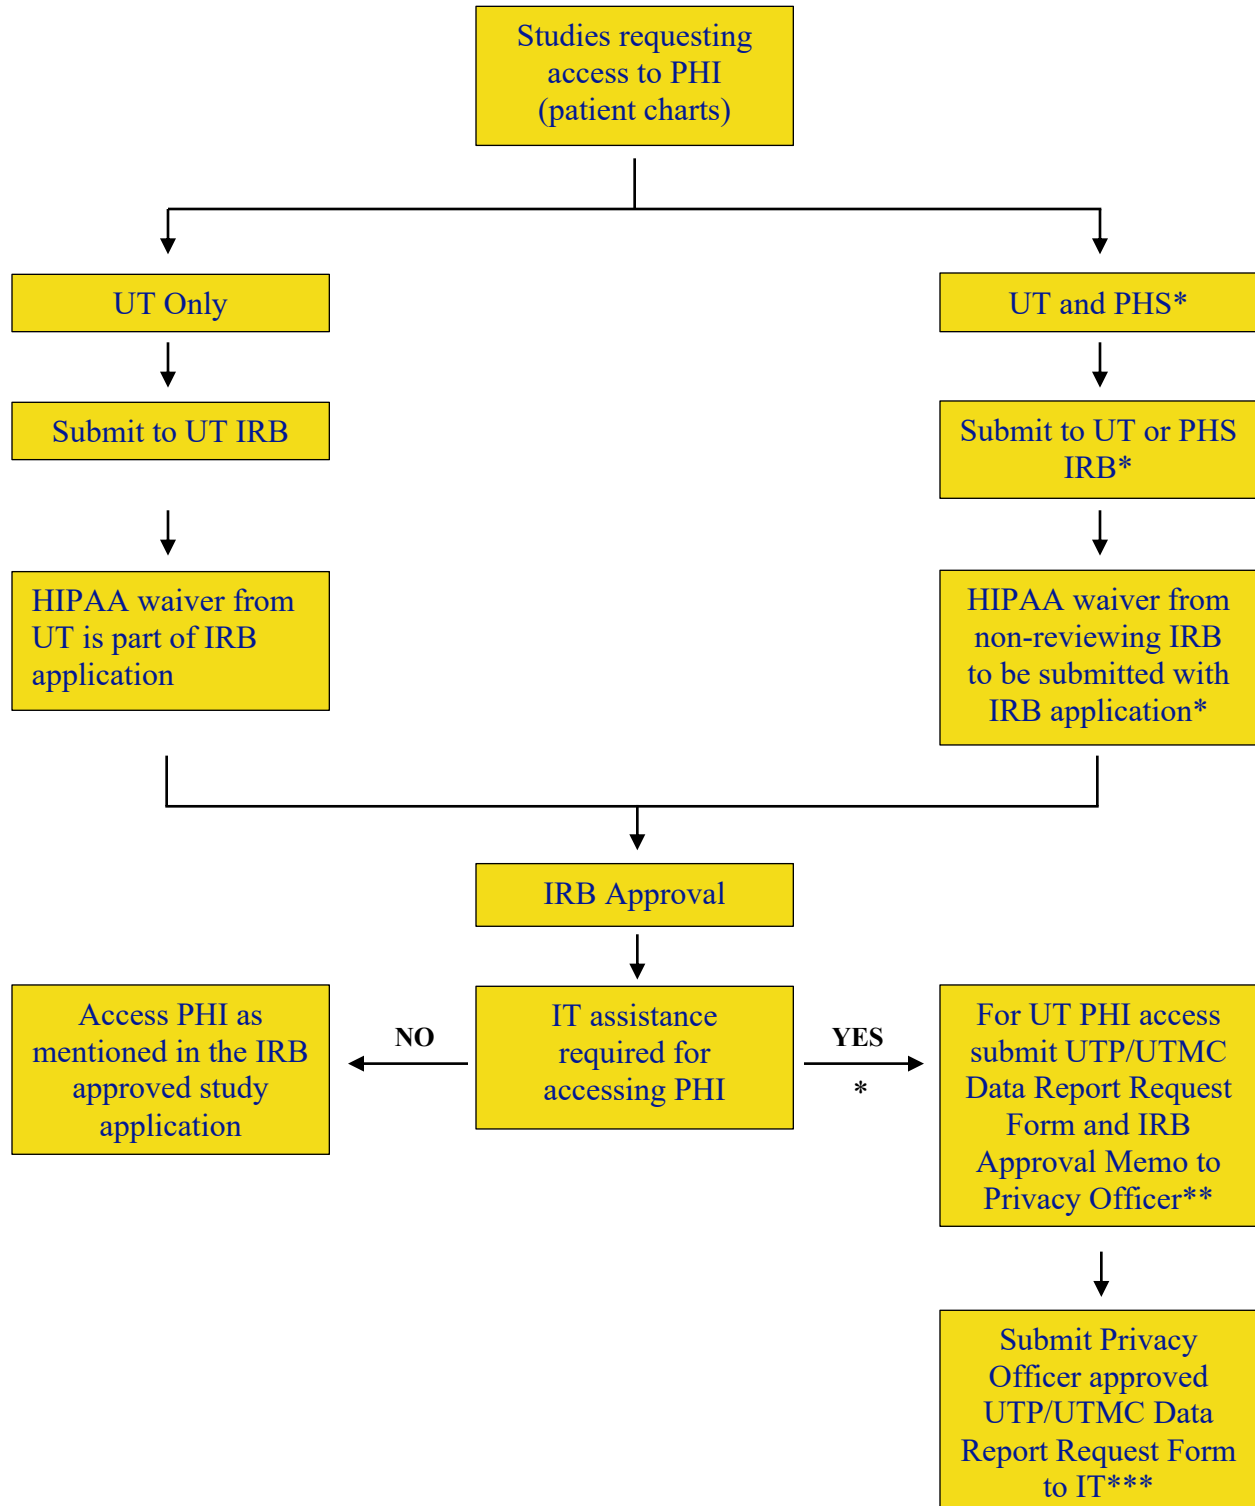 Studies requesting
access to PHI
(patient charts)
UT Only
UT and PHS*
Submit to UT IRB
Submit to UT or PHS
IRB*
HIPAA waiver from
UT is part of IRB
application
HIPAA waiver from
non-reviewing IRB
to be submitted with
IRB application*
IRB Approval
Access PHI as
mentioned in the IRB
approved study
application
NO
IT assistance
required for
accessing PHI
YES
*
For UT PHI access
submit UTP/UTMC
Data Report Request
Form and IRB
Approval Memo to
Privacy Officer**
Submit Privacy
Officer approved
UTP/UTMC Data
Report Request Form
to IT***